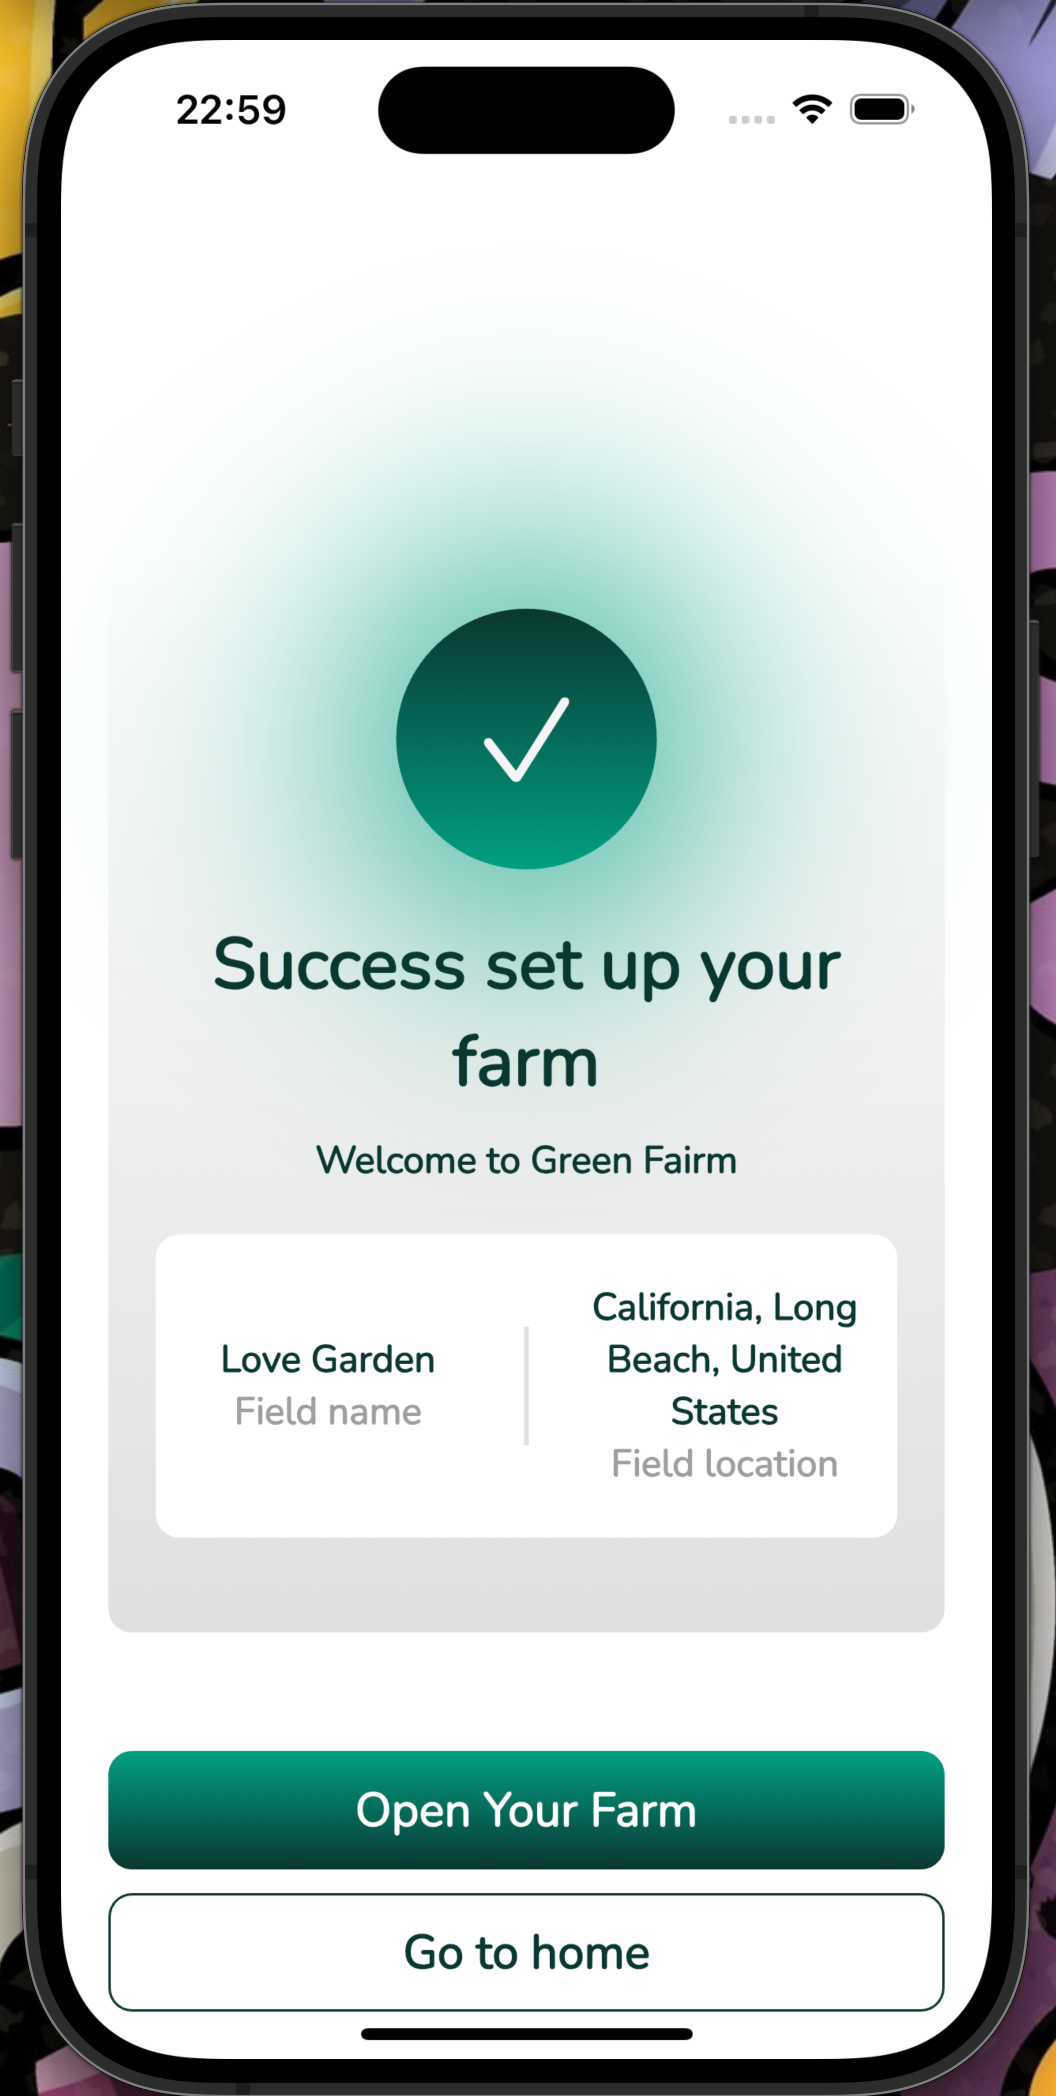 22:59
Success set up your
farm
Welcome to Green Fairm
Love Garden
Field name
California, Long
Beach, United
States
Field location
Open Your Farm
Go to home